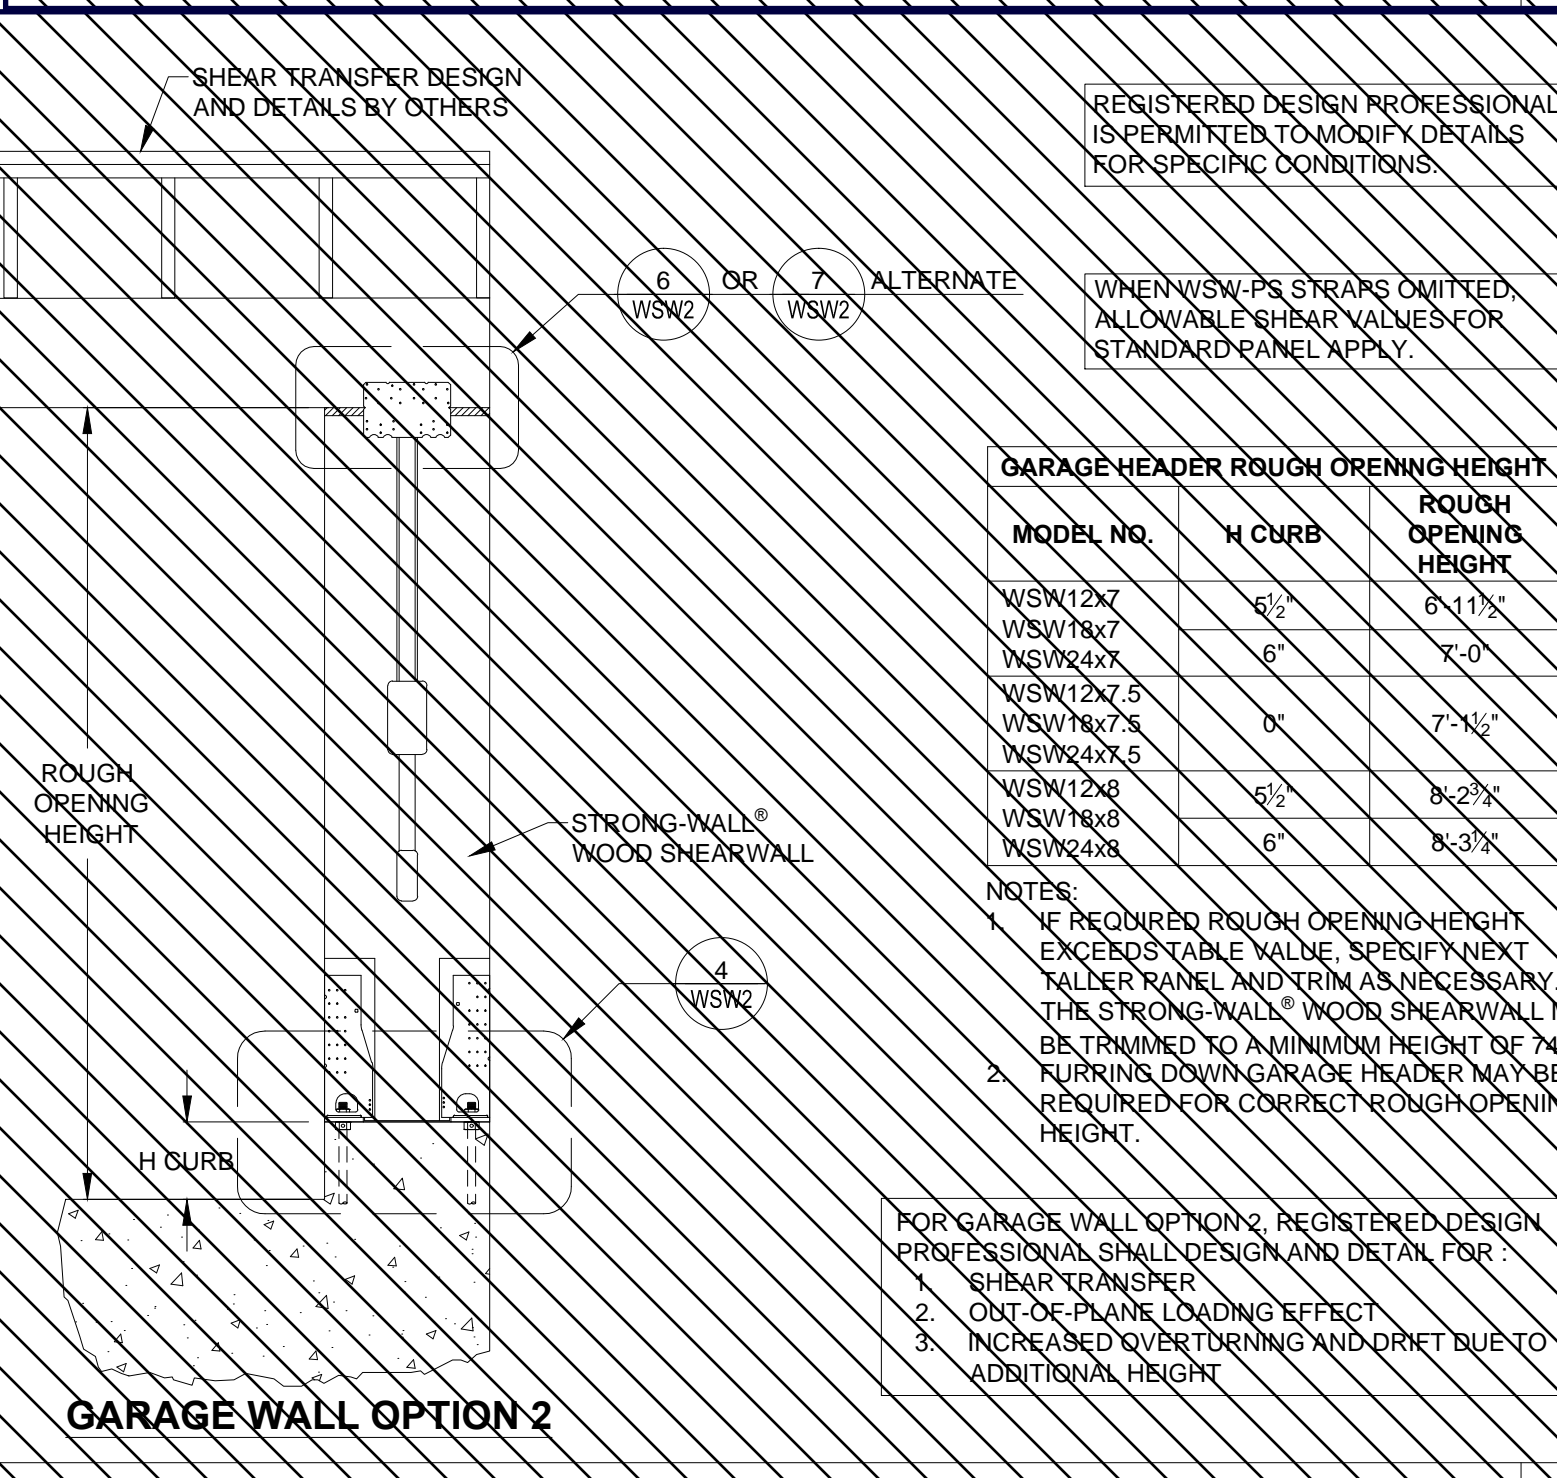 SHEAR TRANSFER DESIGN
AND DETAILS BY OTHERS
REGISTERED DESIGN PROFESSIONAL
IS PERMITTED TO MODIFY DETAILS
FOR SPECIFIC CONDITIONS.
6
WSW2
OR
7
WSW2
ALTERNATE
WHEN WSW-PS STRAPS OMITTED,
ALLOWABLE SHEAR VALUES FOR
STANDARD PANEL APPLY.
GARAGE HEADER ROUGH OPENING HEIGHT
MODEL NO.
H CURB
ROUGH
OPENING
HEIGHT
WSW12x7
WSW18x7
WSW24x7
5½"
6'-11½"
6"
7'-0"
WSW12x7.5
WSW18x7.5
WSW24x7.5
0"
7'-1½"
WSW12x8
WSW18x8
WSW24x8
5½"
8'-2¾"
6"
8'-3¼"
ROUGH
OPENING
HEIGHT
STRONG-WALL®
WOOD SHEARWALL
4
WSW2
H CURB
NOTES:
1. IF REQUIRED ROUGH OPENING HEIGHT
EXCEEDS TABLE VALUE, SPECIFY NEXT
TALLER PANEL AND TRIM AS NECESSARY.
THE STRONG-WALL® WOOD SHEARWALL
BE TRIMMED TO A MINIMUM HEIGHT OF 74
2. FURRING DOWN GARAGE HEADER MAY BE
REQUIRED FOR CORRECT ROUGH OPENIN
HEIGHT.
FOR GARAGE WALL OPTION 2, REGISTERED DESIGN
PROFESSIONAL SHALL DESIGN AND DETAIL FOR :
1. SHEAR TRANSFER
2. OUT-OF-PLANE LOADING EFFECT
3. INCREASED OVERTURNING AND DRIFT DUE TO
ADDITIONAL HEIGHT
GARAGE WALL OPTION 2